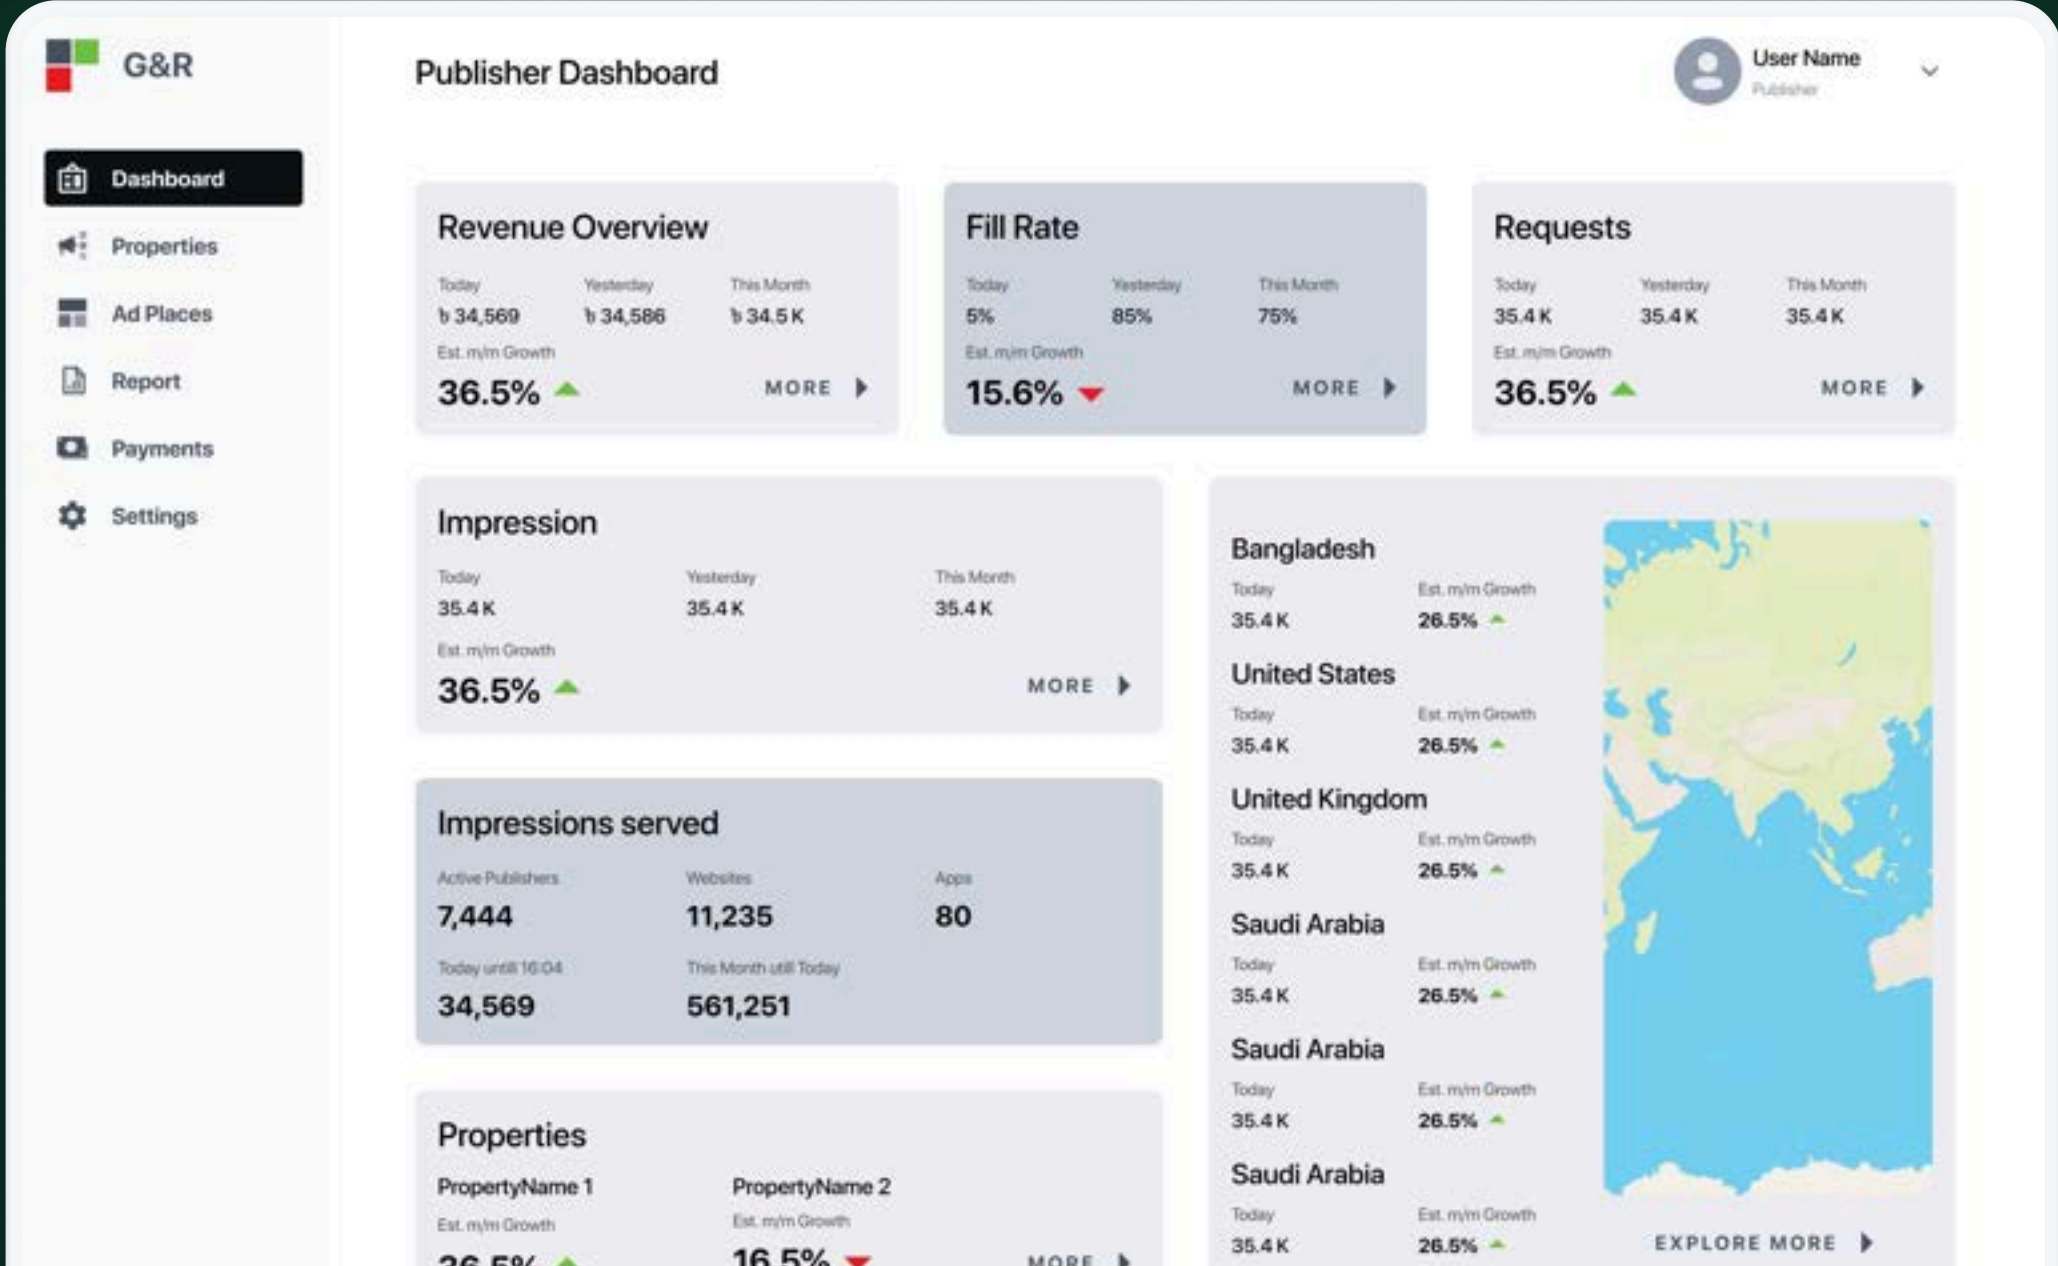 G&R
Publisher Dashboard
User Name
Publisher
Dashboard
Properties
Ad Places
Report
Payments
Settings
Revenue Overview
Today Yesterday This Month
৳ 34,569 ৳ 34,586 ৳ 34.5 K
Est. m/m Growth
36.5% MORE
Fill Rate
Today Yesterday This Month
5% 85% 75%
Est. m/m Growth
15.6% MORE
Requests
Today Yesterday This Month
35.4 K 35.4 K 35.4 K
Est. m/m Growth
36.5% MORE
Impression
Today Yesterday This Month
35.4 K 35.4 K 35.4 K
Est. m/m Growth
36.5% MORE
Impressions served
Active Publishers Websites Apps
7,444 11,235 80
Today untill 16:04 This Month utill Today
34,569 561,251
Properties
PropertyName 1 PropertyName 2
Est. m/m Growth Est. m/m Growth
36.5% 16.5% MORE
Bangladesh
Today Est. m/m Growth
35.4 K 26.5%
United States
Today Est. m/m Growth
35.4 K 26.5%
United Kingdom
Today Est. m/m Growth
35.4 K 26.5%
Saudi Arabia
Today Est. m/m Growth
35.4 K 26.5%
Saudi Arabia
Today Est. m/m Growth
35.4 K 26.5%
Saudi Arabia
Today Est. m/m Growth
35.4 K 26.5%
EXPLORE MORE